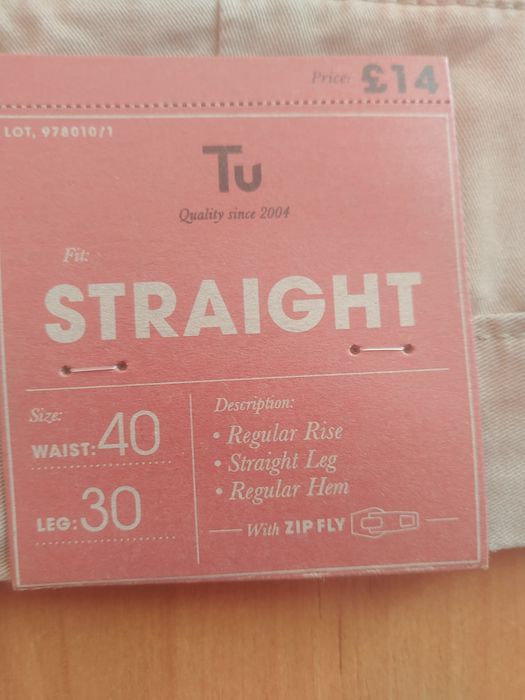 Price: £14
LOT, 978010/1
Tu
Quality since 2004
Fit:
STRAIGHT
Size:
WAIST: 40
LEG: 30
Description:
• Regular Rise
• Straight Leg
• Regular Hem
With ZIP FLY